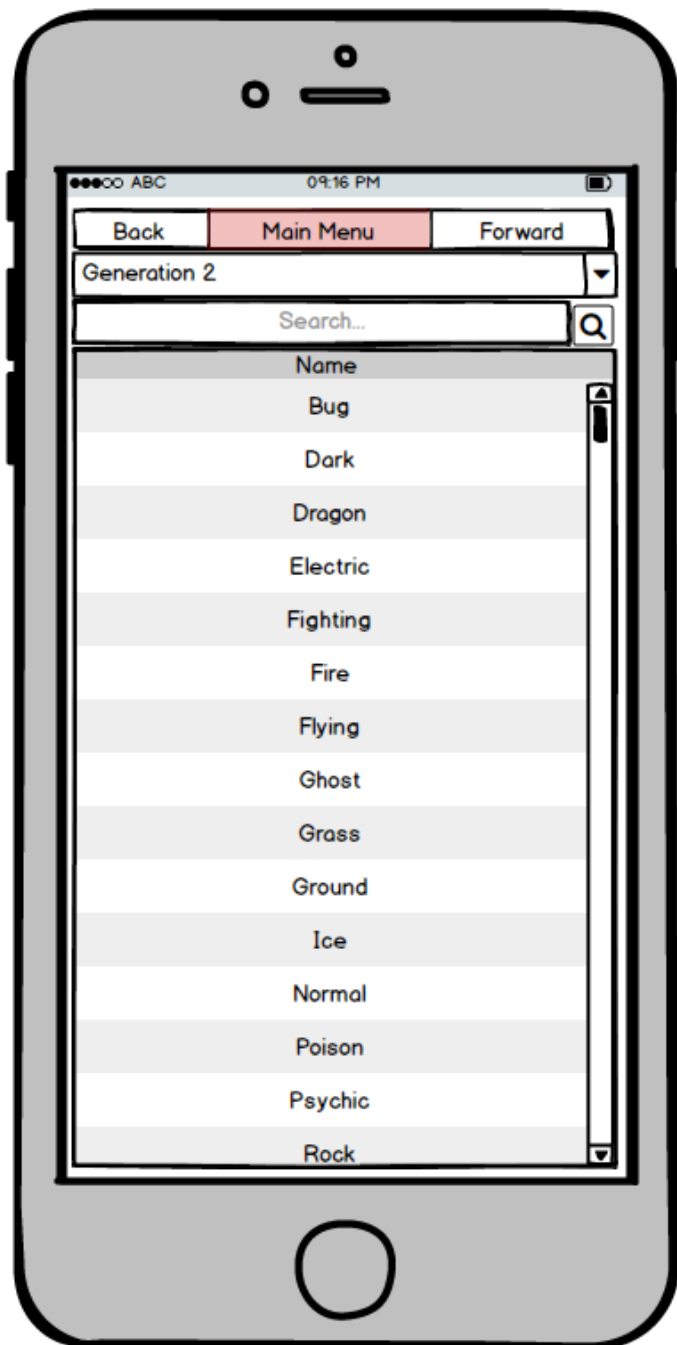 ABC 09:16 PM
Back Main Menu Forward
Generation 2
Search...
Name
Bug
Dark
Dragon
Electric
Fighting
Fire
Flying
Ghost
Grass
Ground
Ice
Normal
Poison
Psychic
Rock